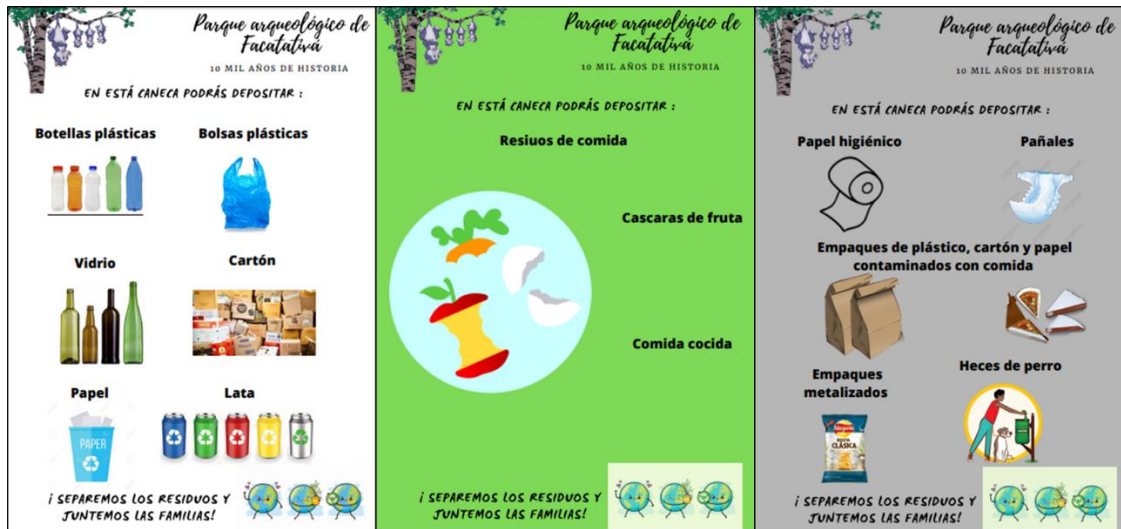 Parque arqueológico de
Facatativá
10 MIL AÑOS DE HISTORIA
EN ESTÁ CANECA PODRÁS DEPOSITAR :
Botellas plásticas
Bolsas plásticas
Vidrio
Cartón
Papel
Lata
PAPER
¡ SEPAREMOS LOS RESIDUOS Y
JUNTEMOS LAS FAMILIAS!
Parque arqueológico de
Facatativá
10 MIL AÑOS DE HISTORIA
EN ESTÁ CANECA PODRÁS DEPOSITAR :
Resiuos de comida
Cascaras de fruta
Comida cocida
¡ SEPAREMOS LOS RESIDUOS Y
JUNTEMOS LAS FAMILIAS!
Parque arqueológico de
Facatativá
10 MIL AÑOS DE HISTORIA
EN ESTÁ CANECA PODRÁS DEPOSITAR :
Papel higiénico
Pañales
Empaques de plástico, cartón y papel
contaminados con comida
Empaques
metalizados
Heces de perro
CLÁSICA
¡ SEPAREMOS LOS RESIDUOS Y
JUNTEMOS LAS FAMILIAS!